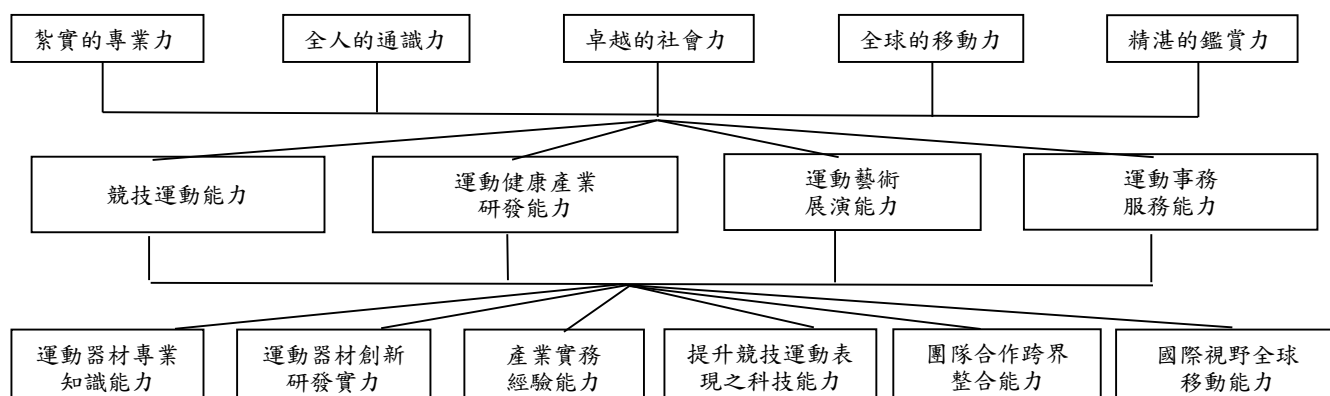 紮實的專業力
全人的通識力
卓越的社會力
全球的移動力
精湛的鑑賞力
競技運動能力
運動健康產業
研發能力
運動藝術
展演能力
運動事務
服務能力
運動器材專業
知識能力
運動器材創新
研發實力
產業實務
經驗能力
提升競技運動表
現之科技能力
團隊合作跨界
整合能力
國際視野全球
移動能力